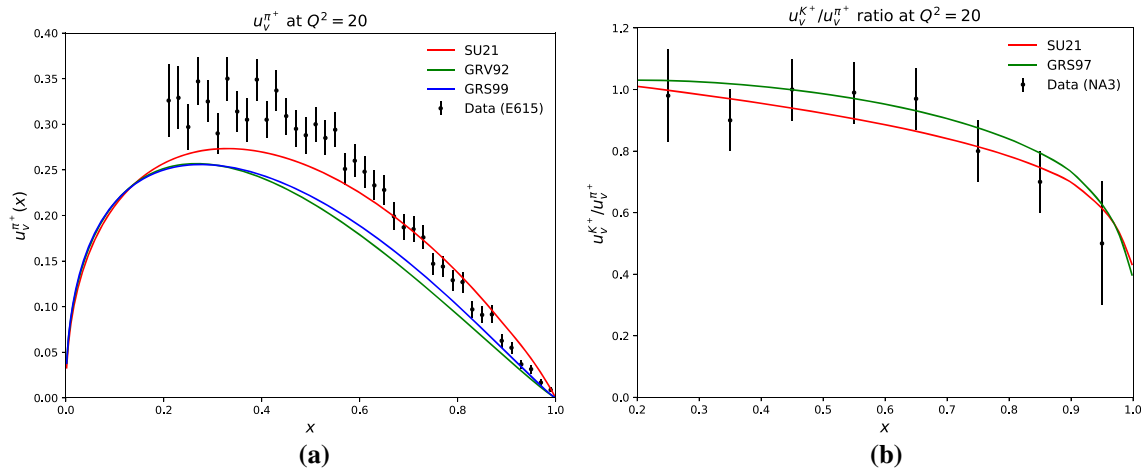 $u_v^{\pi^+}$ at $Q^2 = 20$
0.40
0.35
0.30
0.25
0.20
0.15
0.10
0.05
0.00
$u_v^{\pi^+}(x)$
SU21
GRV92
GRS99
Data (E615)
0.0 0.2 0.4 0.6 0.8 1.0
x
(a)
$u_v^{K^+}/u_v^{\pi^+}$ ratio at $Q^2 = 20$
1.2
1.0
0.8
0.6
0.4
0.2
0.0
$u_v^{K^+}/u_v^{\pi^+}$
SU21
GRS97
Data (NA3)
0.2 0.3 0.4 0.5 0.6 0.7 0.8 0.9 1.0
x
(b)